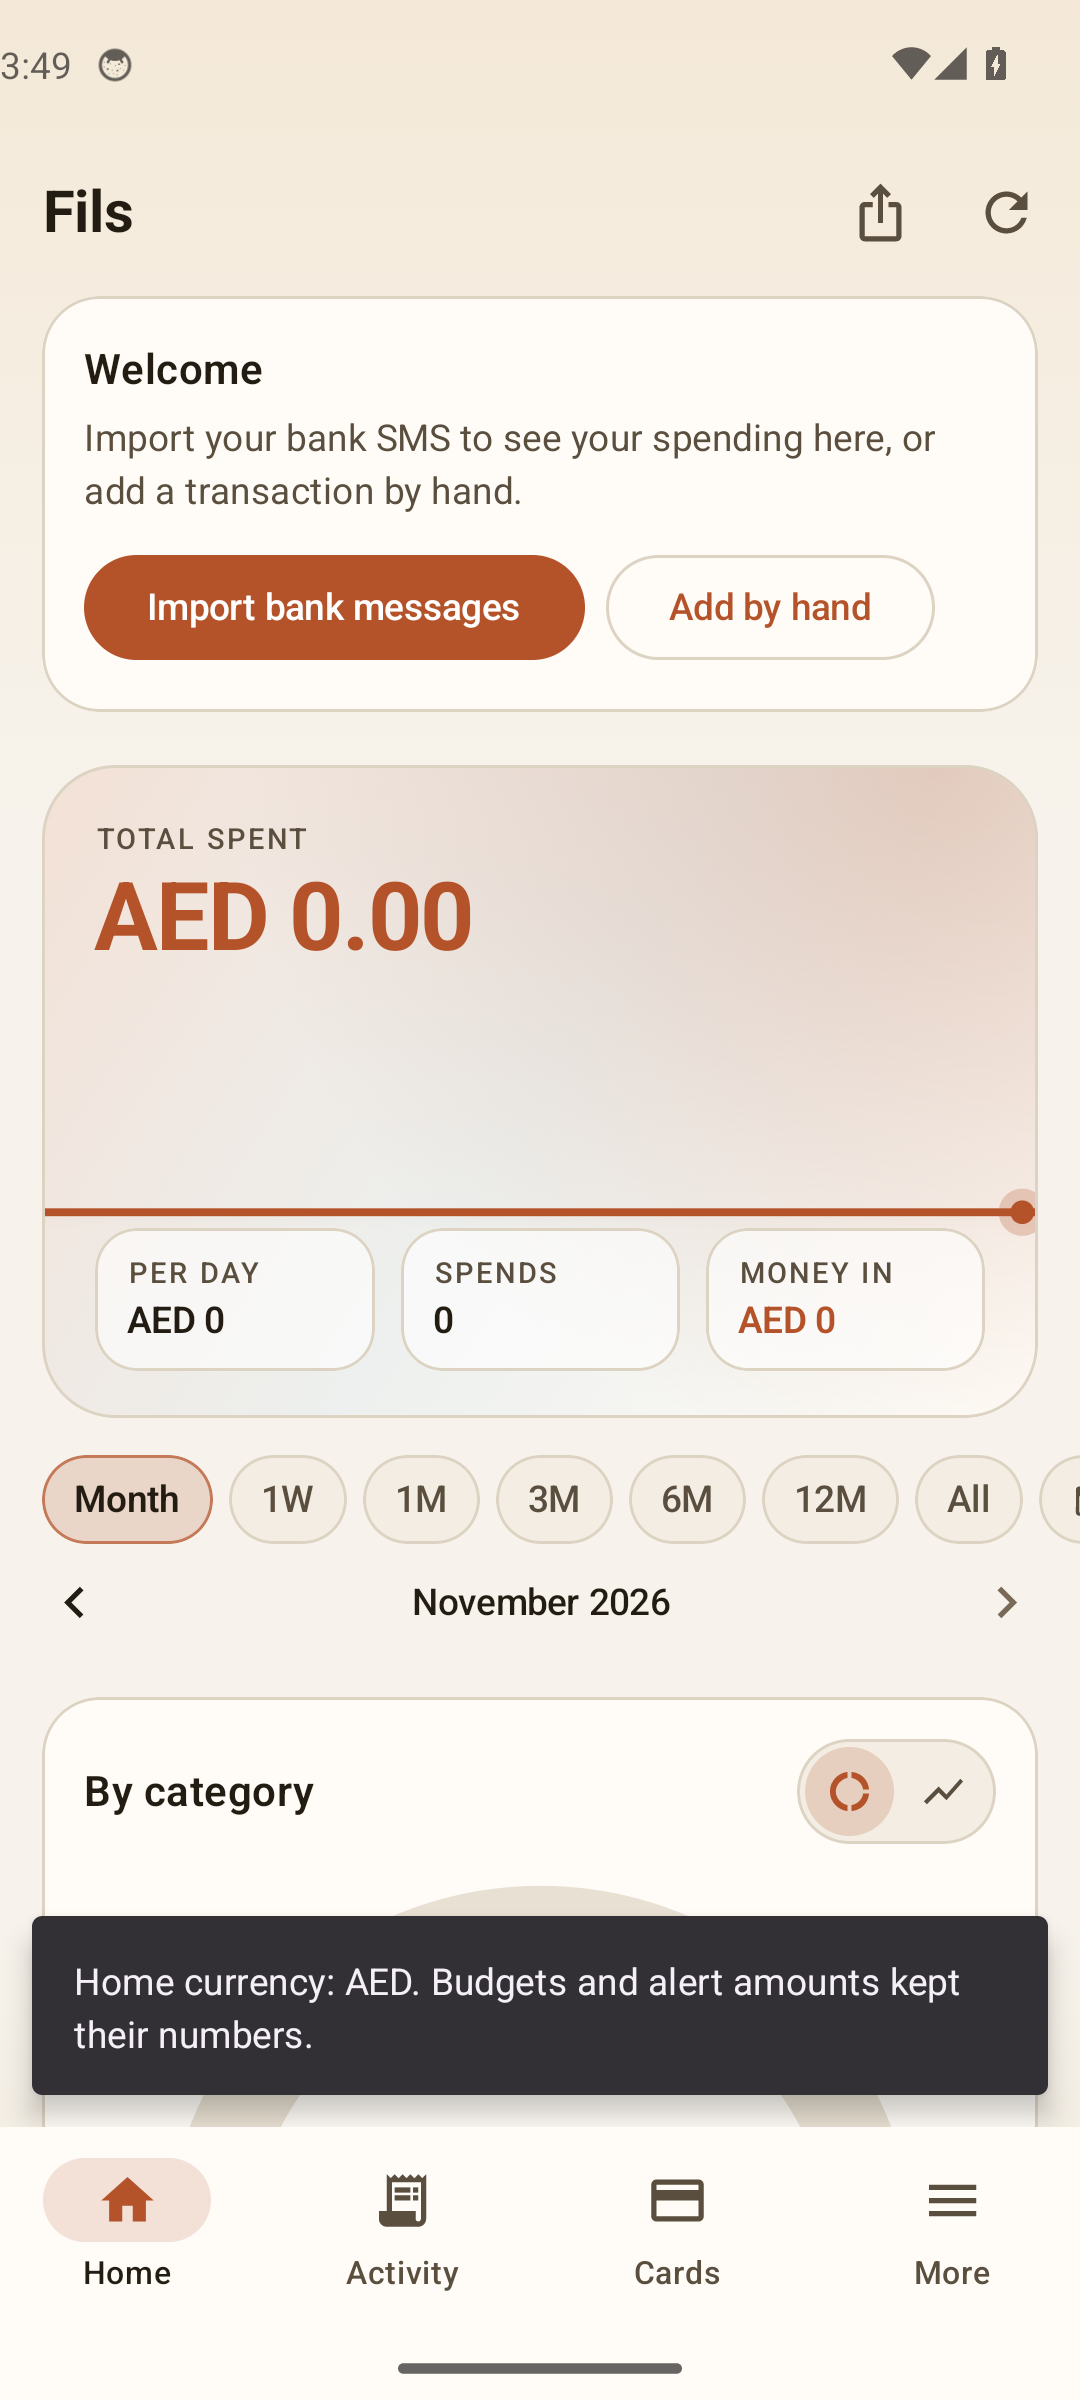 3:49
Fils
Welcome
Import your bank SMS to see your spending here, or
add a transaction by hand.
Import bank messages
Add by hand
TOTAL SPENT
AED 0.00
PER DAY
AED 0
SPENDS
0
MONEY IN
AED 0
Month
1W
1M
3M
6M
12M
All
November 2026
By category
Home currency: AED. Budgets and alert amounts kept
their numbers.
Home
Activity
Cards
More